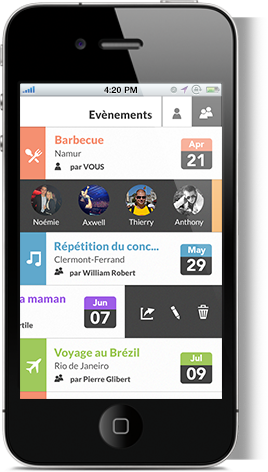 4:20 PM
Evènements
Barbecue
Namur
par VOUS
Apr
21
Noémie
Axwell
Thierry
Anthony
Répétition du conc...
Clermont-Ferrand
par William Robert
May
29
a maman
rtile
Jun
07
Voyage au Brézil
Rio de Janeiro
par Pierre Glibert
Jul
09